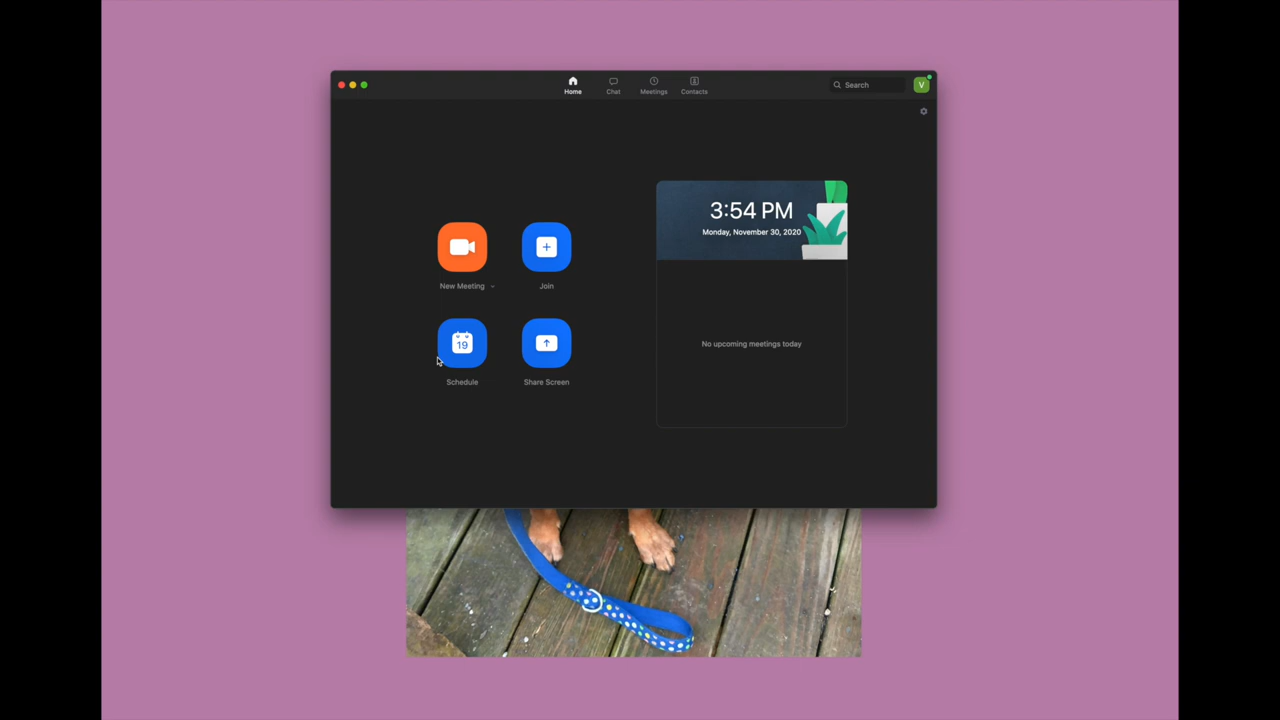 Home
Chat
Meetings
Contacts
Search
V
3:54 PM
Monday, November 30, 2020
New Meeting
Join
19
Schedule
Share Screen
No upcoming meetings today